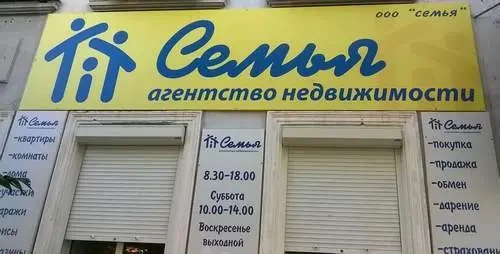 ооо "семья"
Семья
агентство недвижимости
Семья
-квартиры
-комнаты
-дома
Семья
8.30-18.00
Суббота
10.00-14.00
Воскресенье
выходной
Семья
-покупка
-продажа
-обмен
-дарение
-аренда